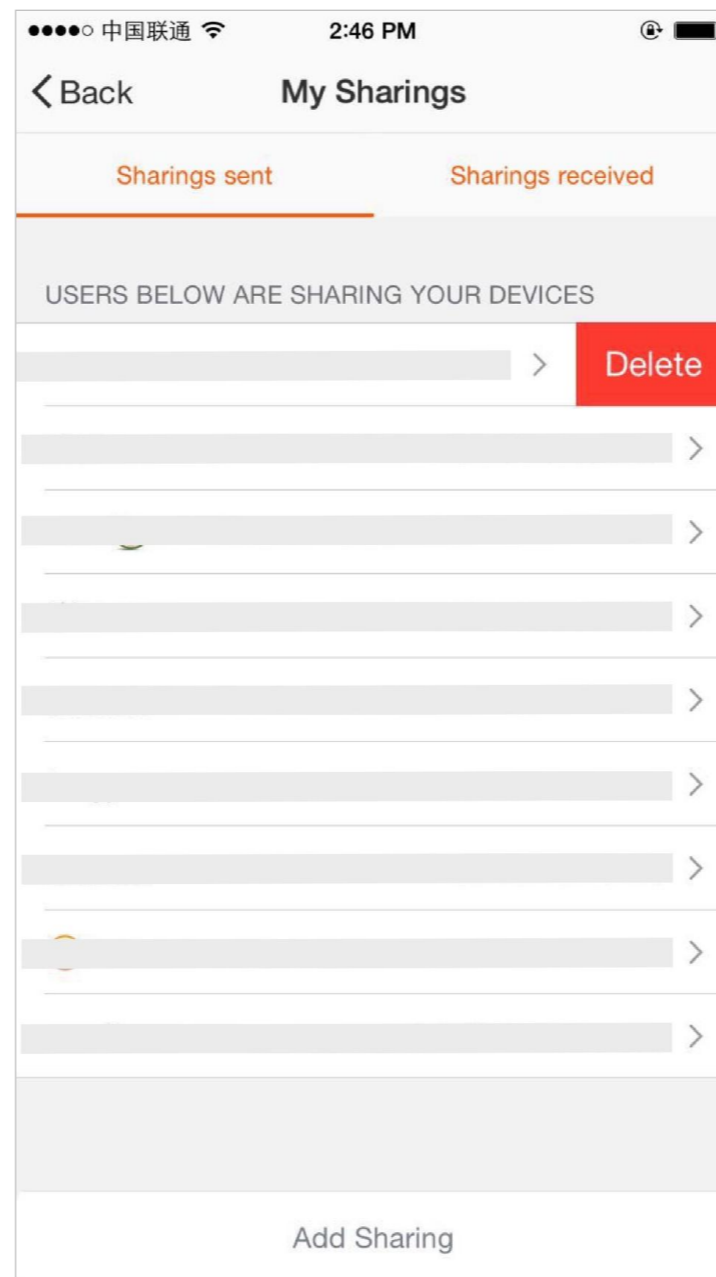 中国联通 2:46 PM
Back My Sharings
Sharings sent Sharings received
USERS BELOW ARE SHARING YOUR DEVICES
Delete
Add Sharing